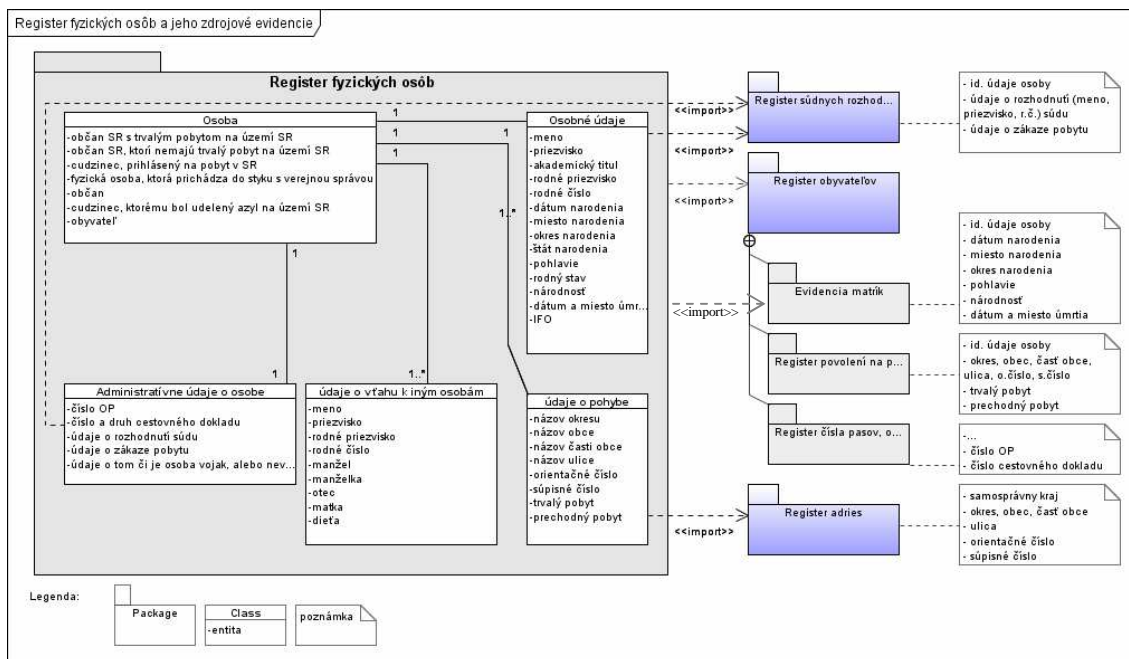 Register fyzických osôb a jeho zdrojové evidencie
Register fyzických osôb
Osoba
-občan SR s trvalým pobytom na území SR
-občan SR, ktorí nemajú trvalý pobyt na území SR
-cudzinec, prihlásený na pobyt v SR
-fyzická osoba, ktorá prichádza do styku s verejnou správou
-občan
-cudzinec, ktorému bol udelený azyl na území SR
-obyvateľ
1
1
1
1
1
1..*
1
1..*
Osobné údaje
-meno
-priezvisko
-akademický titul
-rodné priezvisko
-rodné číslo
-dátum narodenia
-miesto narodenia
-okres narodenia
-štát narodenia
-pohlavie
-rodný stav
-národnosť
-dátum a miesto úmr...
-IFO
Administratívne údaje o osobe
-číslo OP
-číslo a druh cestovného dokladu
-údaje o rozhodnutí súdu
-údaje o zákaze pobytu
-údaje o tom či je osoba vojak, alebo nev...
údaje o vťahu k iným osobám
-meno
-priezvisko
-rodné priezvisko
-rodné číslo
-manžel
-manželka
-otec
-matka
-dieťa
údaje o pohybe
-názov okresu
-názov obce
-názov časti obce
-názov ulice
-orientačné číslo
-súpisné číslo
-trvalý pobyt
-prechodný pobyt
<<import>>
<<import>>
<<import>>
<<import>>
<<import>>
Register súdnych rozhod...
Register obyvateľov
Evidencia matrík
Register povolení na p...
Register čísla pasov, o...
Register adries
- id. údaje osoby
- údaje o rozhodnutí (meno,
priezvisko, r.č.) súdu
- údaje o zákaze pobytu
- id. údaje osoby
- dátum narodenia
- miesto narodenia
- okres narodenia
- pohlavie
- národnosť
- dátum a miesto úmrtia
- id. údaje osoby
- okres, obec, časť obce,
ulica, o.číslo, s.číslo
- trvalý pobyt
- prechodný pobyt
-...
- číslo OP
- číslo cestovného dokladu
- samosprávny kraj
- okres, obec, časť obce
- ulica
- orientačné číslo
- súpisné číslo
Legenda:
Package
Class
-entita
poznámka